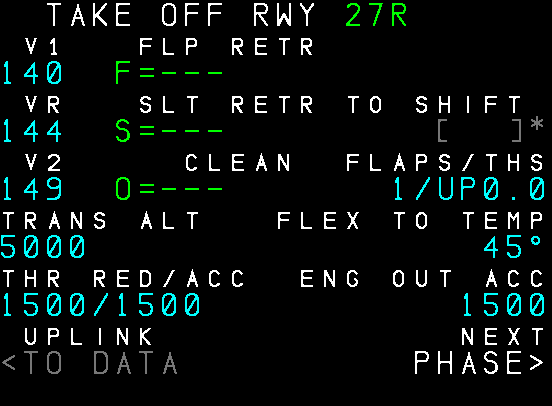 TAKE OFF RWY 27R
V1 FLP RETR
140 F=---
VR SLT RETR TO SHIFT
144 S=--- [ ]*
V2 CLEAN FLAPS/THS
149 O=--- 1/UP0.0
TRANS ALT FLEX TO TEMP
5000 45°
THR RED/ACC ENG OUT ACC
1500/1500 1500
UPLINK NEXT
<TO DATA PHASE>